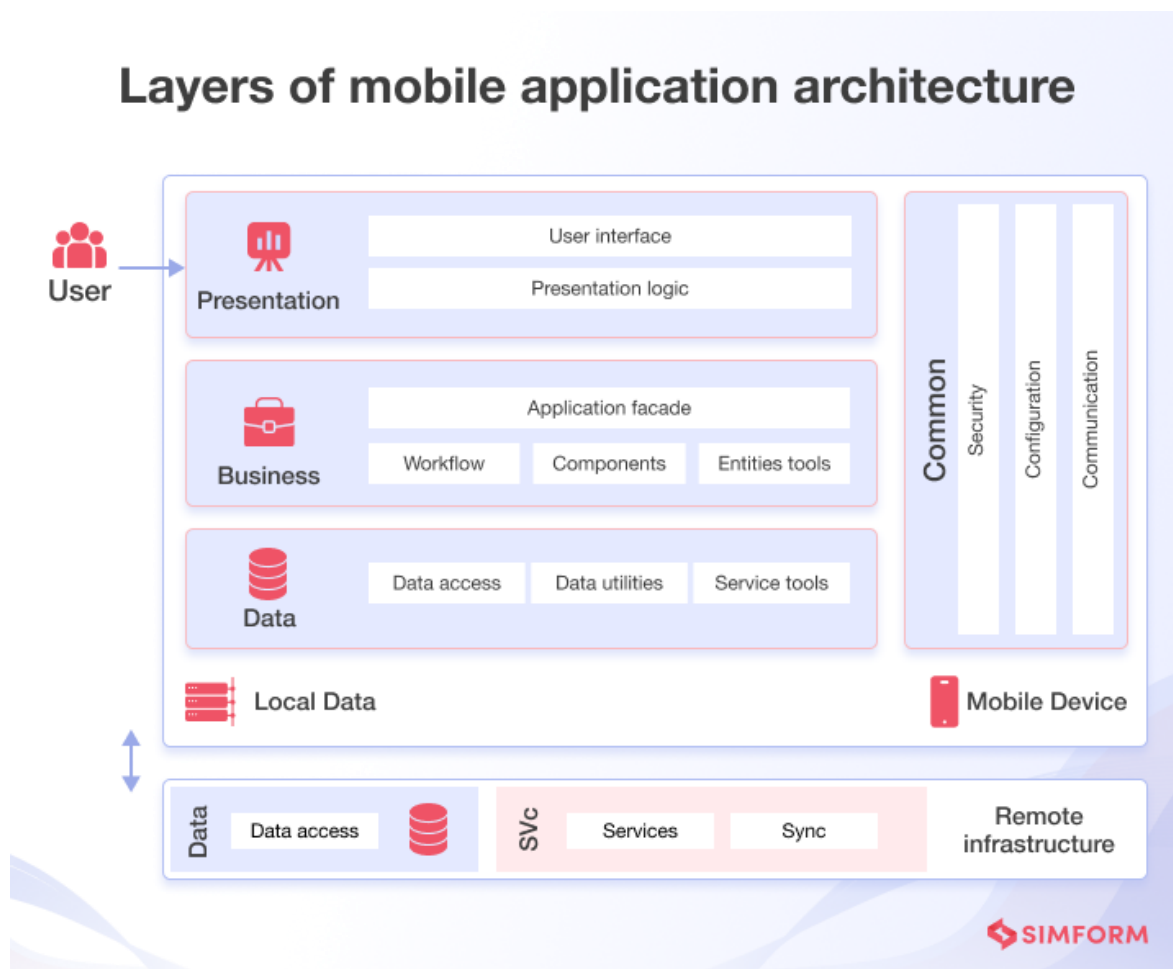 Layers of mobile application architecture
User
Presentation
User interface
Presentation logic
Business
Application facade
Workflow
Components
Entities tools
Data
Data access
Data utilities
Service tools
Common
Security
Configuration
Communication
Local Data
Mobile Device
Data
Data access
SVc
Services
Sync
Remote
infrastructure
SIMFORM